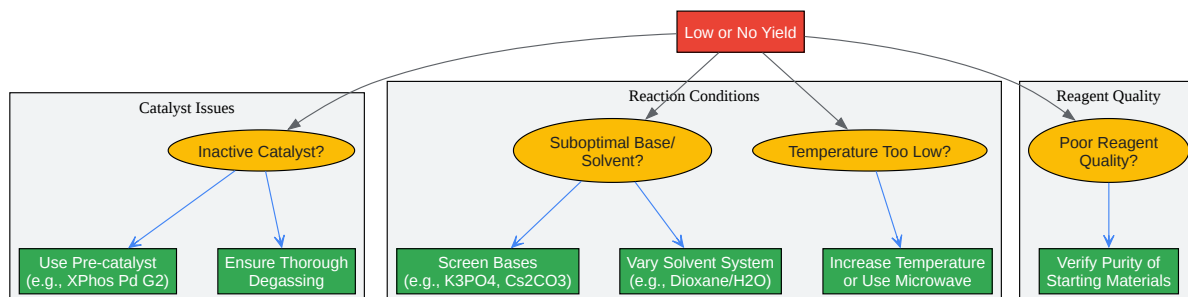 Low or No Yield
Catalyst Issues
Reaction Conditions
Reagent Quality
Inactive Catalyst?
Suboptimal Base/
Solvent?
Temperature Too Low?
Poor Reagent
Quality?
Use Pre-catalyst
(e.g., XPhos Pd G2)
Ensure Thorough
Degassing
Screen Bases
(e.g., K3PO4, Cs2CO3)
Vary Solvent System
(e.g., Dioxane/H2O)
Increase Temperature
or Use Microwave
Verify Purity of
Starting Materials